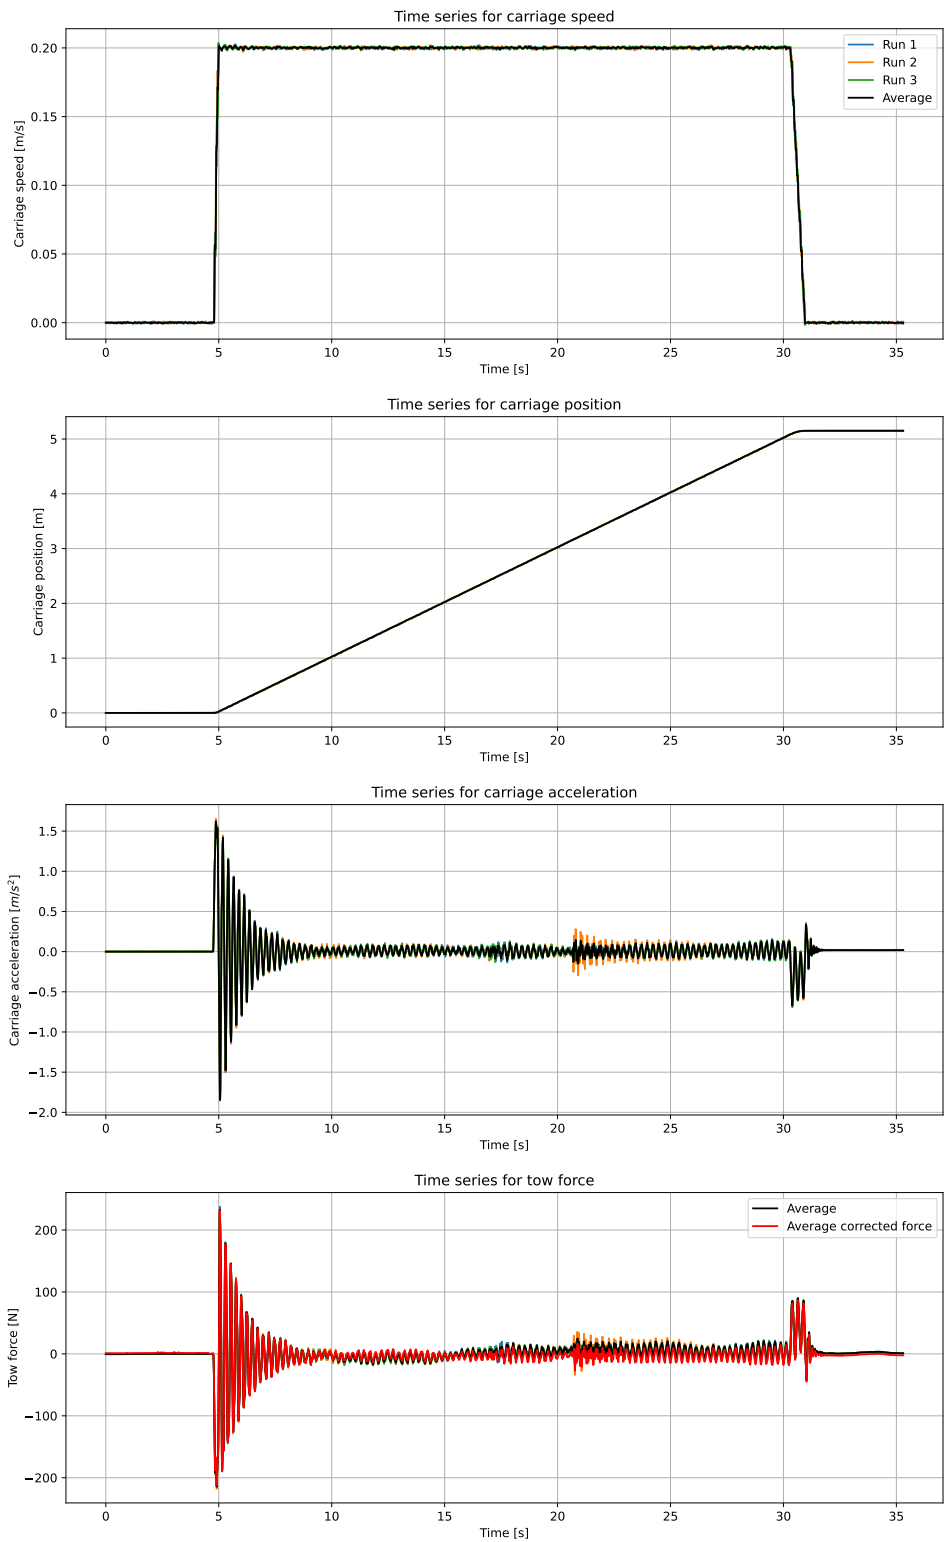 Time series for carriage speed
0.20
0.15
0.10
0.05
0.00
Carriage speed [m/s]
Run 1
Run 2
Run 3
Average
0 5 10 15 20 25 30 35
Time [s]
Time series for carriage position
5
4
3
2
1
0
Carriage position [m]
0 5 10 15 20 25 30 35
Time [s]
Time series for carriage acceleration
1.5
1.0
0.5
0.0
−0.5
−1.0
−1.5
−2.0
Carriage acceleration [m/s²]
0 5 10 15 20 25 30 35
Time [s]
Time series for tow force
200
100
0
−100
−200
Tow force [N]
Average
Average corrected force
0 5 10 15 20 25 30 35
Time [s]